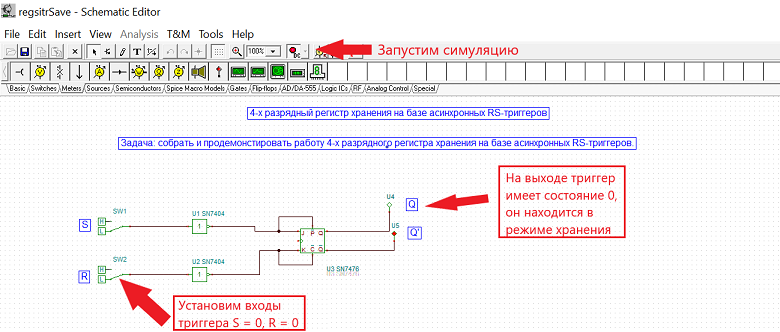 regsitrSave - Schematic Editor
File Edit Insert View Analysis T&M Tools Help
100% DC Запустим симуляцию
Basic Switches Meters Sources Semiconductors Spice Macro Models Gates Flip-flops AD/DA-555 Logic ICs RF Analog Control Special
4-х разрядный регистр хранения на базе асинхронных RS-триггеров
Задача: собрать и продемонстировать работу 4-х разрядного регистра хранения на базе асинхронных RS-триггеров.
На выходе триггер
имеет состояние 0,
он находится в
режиме хранения
U4
Q
SW1
U1 SN7404
U5
S
H
L
1
J P Q
Q'
SW2
U2 SN7404
K C Q
R
H
L
1
U3 SN7476
Установим входы
триггера S = 0, R = 0